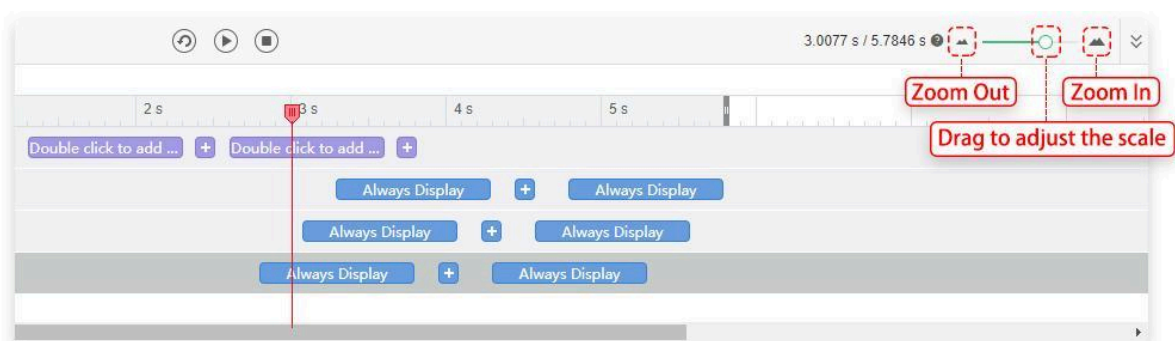 3.0077 s / 5.7846 s ?
Zoom Out
Zoom In
2 s 3 s 4 s 5 s
Drag to adjust the scale
Double click to add ... + Double click to add ... +
Always Display + Always Display
Always Display + Always Display
Always Display + Always Display